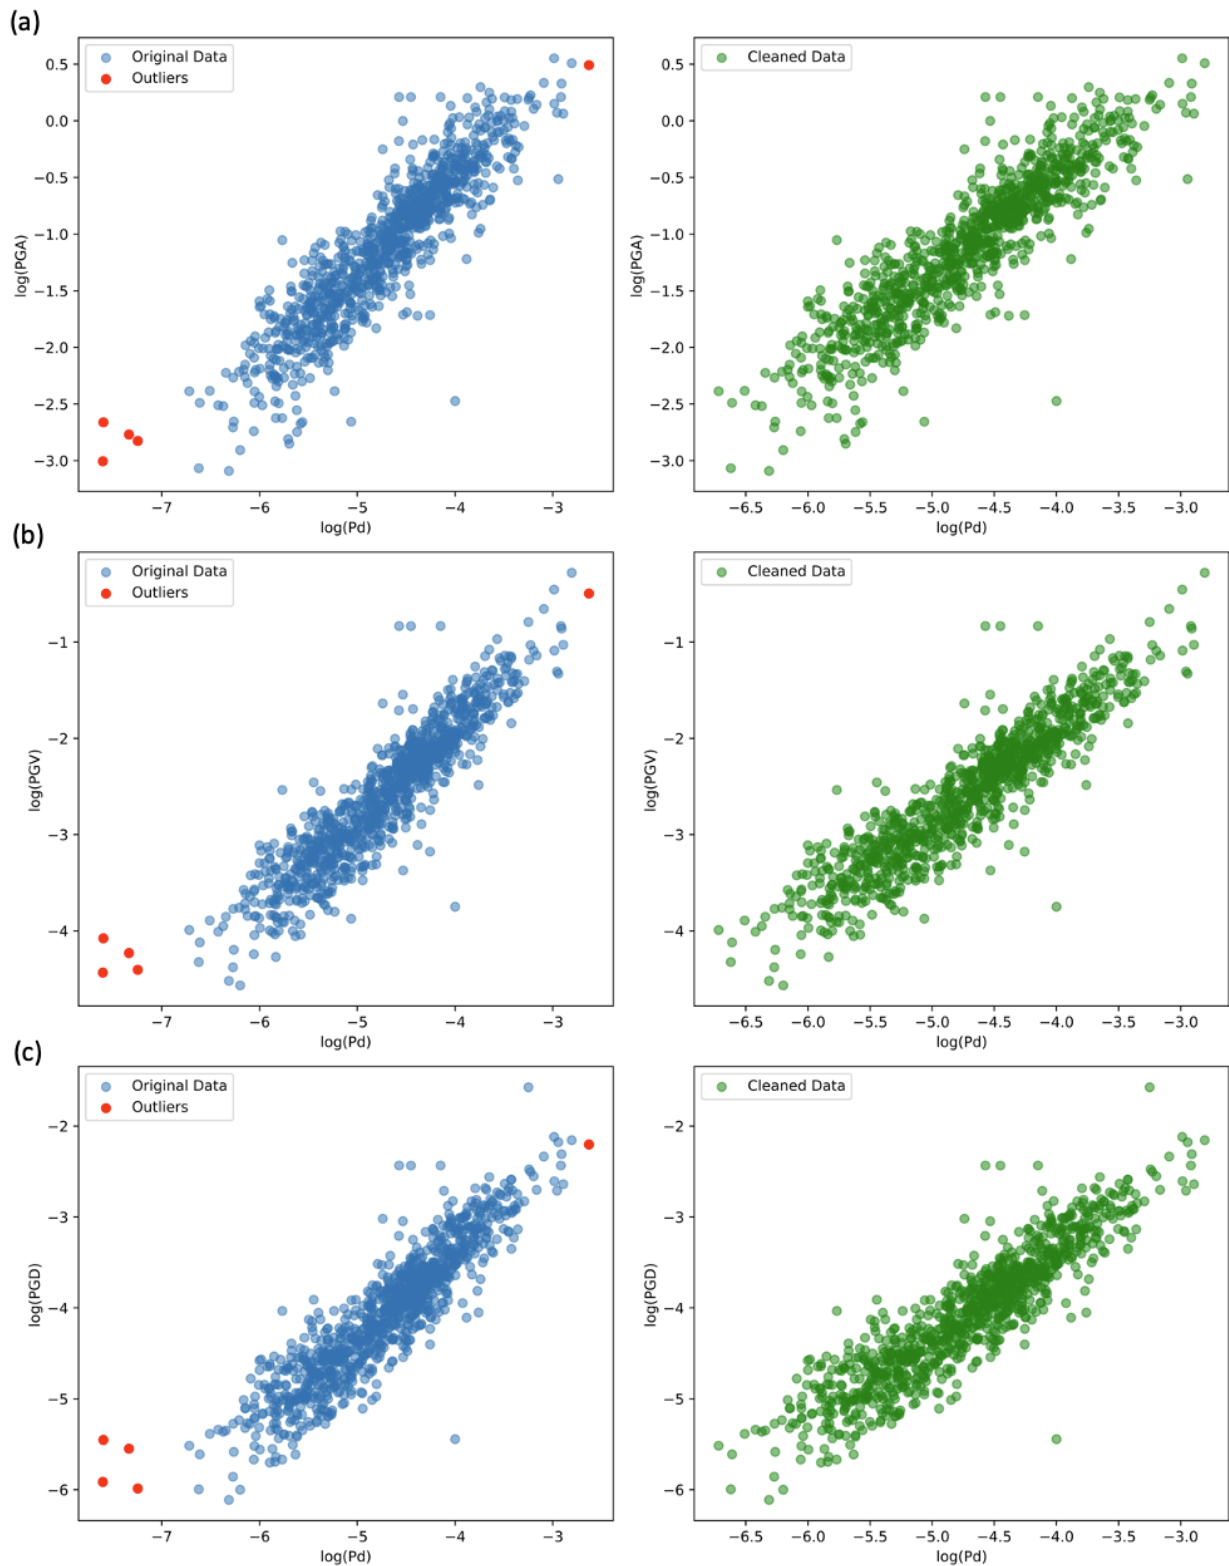 (a)
Original Data
Outliers
Cleaned Data
0.5
0.0
−0.5
−1.0
−1.5
−2.0
−2.5
−3.0
log(PGA)
−7 −6 −5 −4 −3
log(Pd)
0.5
0.0
−0.5
−1.0
−1.5
−2.0
−2.5
−3.0
log(PGA)
−6.5 −6.0 −5.5 −5.0 −4.5 −4.0 −3.5 −3.0
log(Pd)
(b)
Original Data
Outliers
Cleaned Data
−1
−2
−3
−4
log(PGV)
−7 −6 −5 −4 −3
log(Pd)
−1
−2
−3
−4
log(PGV)
−6.5 −6.0 −5.5 −5.0 −4.5 −4.0 −3.5 −3.0
log(Pd)
(c)
Original Data
Outliers
Cleaned Data
−2
−3
−4
−5
−6
log(PGD)
−7 −6 −5 −4 −3
log(Pd)
−2
−3
−4
−5
−6
log(PGD)
−6.5 −6.0 −5.5 −5.0 −4.5 −4.0 −3.5 −3.0
log(Pd)